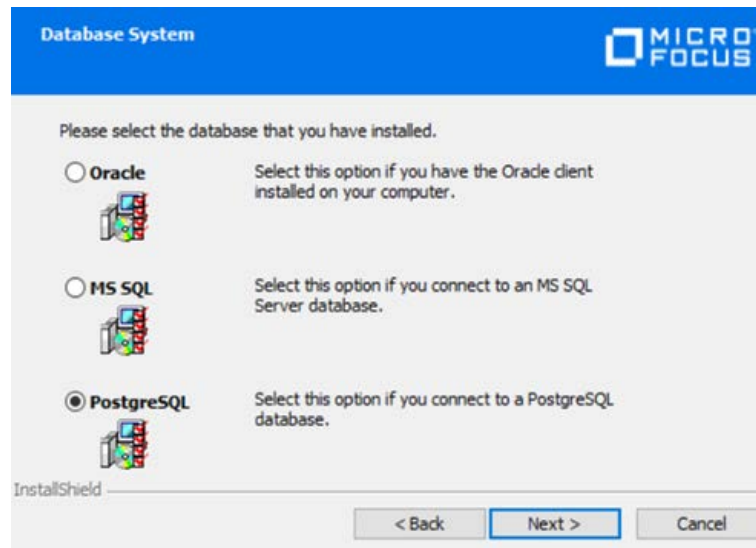 Database System
MICRO
FOCUS
Please select the database that you have installed.
Oracle
Select this option if you have the Oracle client
installed on your computer.
MS SQL
Select this option if you connect to an MS SQL
Server database.
PostgreSQL
Select this option if you connect to a PostgreSQL
database.
InstallShield
< Back
Next >
Cancel